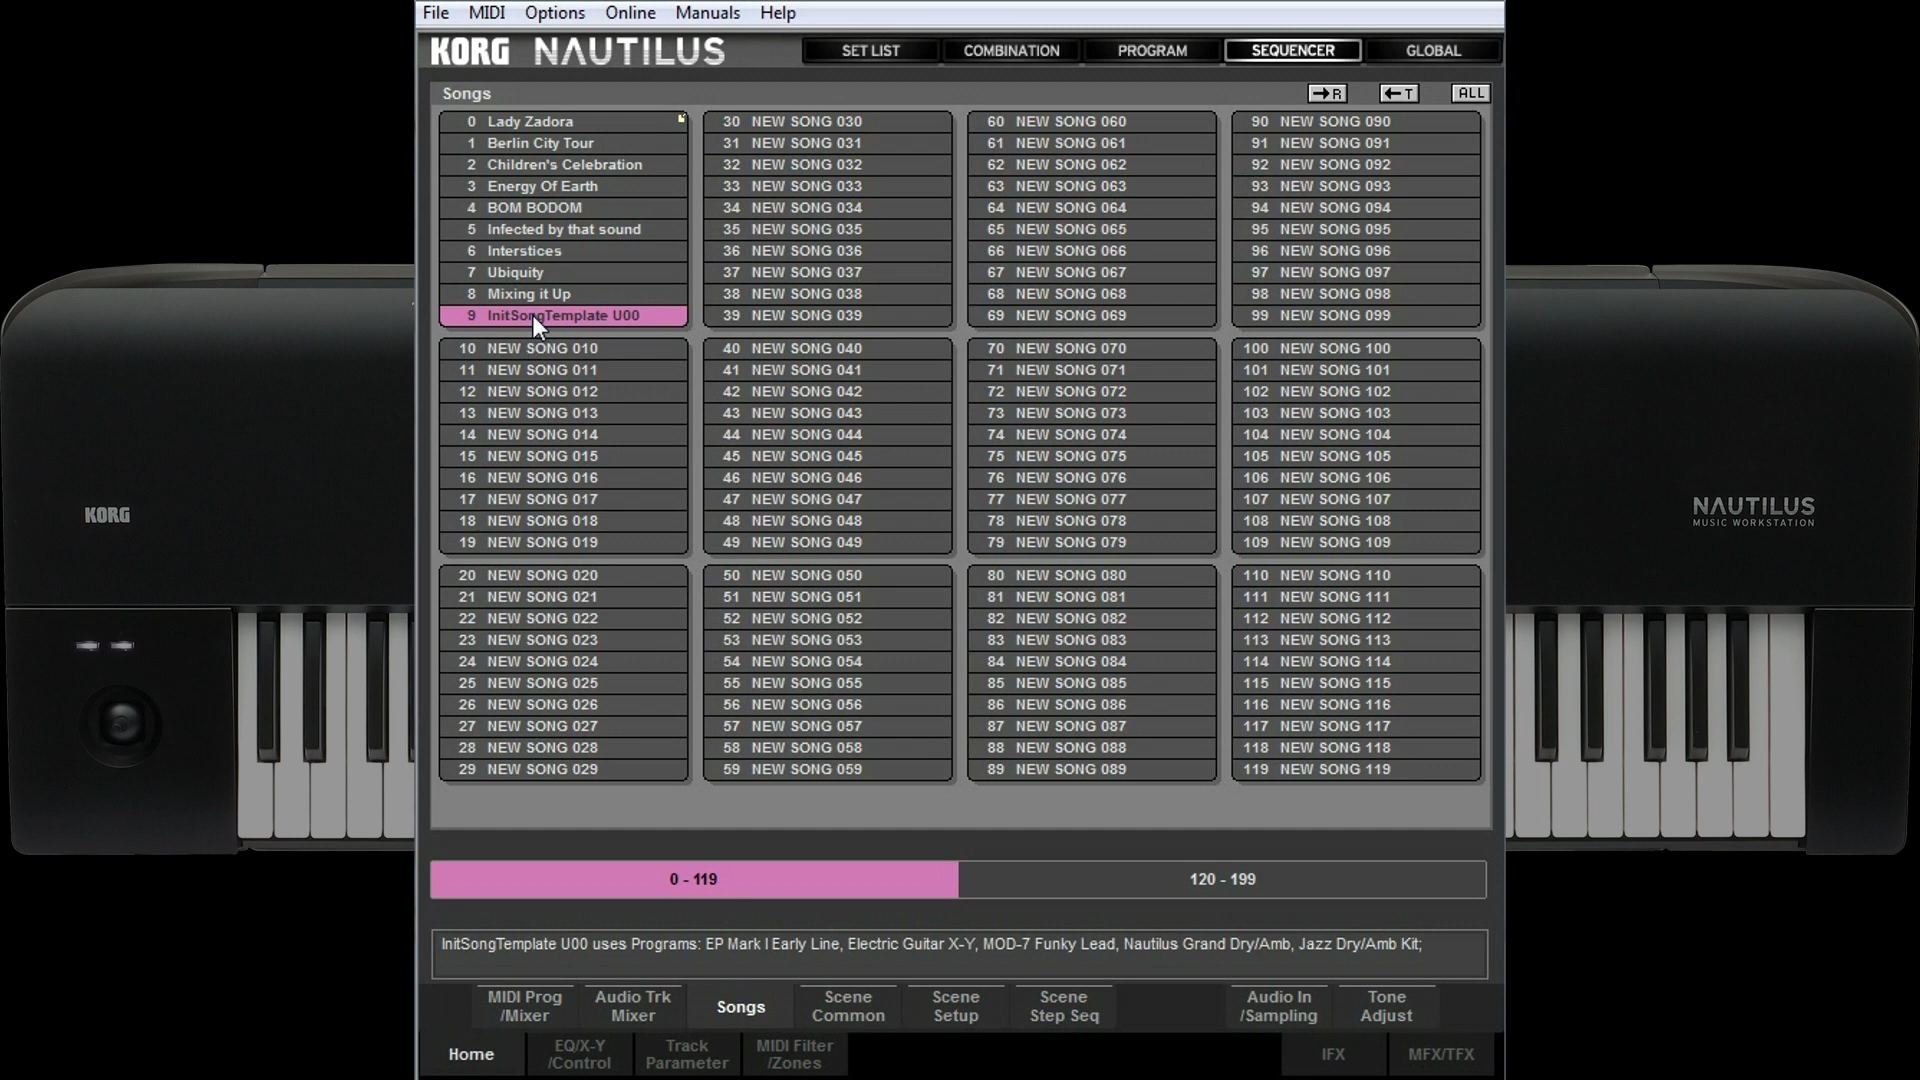 File MIDI Options Online Manuals Help
KORG NAUTILUS SET LIST COMBINATION PROGRAM SEQUENCER GLOBAL
Songs R T ALL
0 Lady Zadora
1 Berlin City Tour
2 Children's Celebration
3 Energy Of Earth
4 BOM BODOM
5 Infected by that sound
6 Interstices
7 Ubiquity
8 Mixing it Up
9 InitSongTemplate U00
10 NEW SONG 010
11 NEW SONG 011
12 NEW SONG 012
13 NEW SONG 013
14 NEW SONG 014
15 NEW SONG 015
16 NEW SONG 016
17 NEW SONG 017
18 NEW SONG 018
19 NEW SONG 019
20 NEW SONG 020
21 NEW SONG 021
22 NEW SONG 022
23 NEW SONG 023
24 NEW SONG 024
25 NEW SONG 025
26 NEW SONG 026
27 NEW SONG 027
28 NEW SONG 028
29 NEW SONG 029
30 NEW SONG 030
31 NEW SONG 031
32 NEW SONG 032
33 NEW SONG 033
34 NEW SONG 034
35 NEW SONG 035
36 NEW SONG 036
37 NEW SONG 037
38 NEW SONG 038
39 NEW SONG 039
40 NEW SONG 040
41 NEW SONG 041
42 NEW SONG 042
43 NEW SONG 043
44 NEW SONG 044
45 NEW SONG 045
46 NEW SONG 046
47 NEW SONG 047
48 NEW SONG 048
49 NEW SONG 049
50 NEW SONG 050
51 NEW SONG 051
52 NEW SONG 052
53 NEW SONG 053
54 NEW SONG 054
55 NEW SONG 055
56 NEW SONG 056
57 NEW SONG 057
58 NEW SONG 058
59 NEW SONG 059
60 NEW SONG 060
61 NEW SONG 061
62 NEW SONG 062
63 NEW SONG 063
64 NEW SONG 064
65 NEW SONG 065
66 NEW SONG 066
67 NEW SONG 067
68 NEW SONG 068
69 NEW SONG 069
70 NEW SONG 070
71 NEW SONG 071
72 NEW SONG 072
73 NEW SONG 073
74 NEW SONG 074
75 NEW SONG 075
76 NEW SONG 076
77 NEW SONG 077
78 NEW SONG 078
79 NEW SONG 079
80 NEW SONG 080
81 NEW SONG 081
82 NEW SONG 082
83 NEW SONG 083
84 NEW SONG 084
85 NEW SONG 085
86 NEW SONG 086
87 NEW SONG 087
88 NEW SONG 088
89 NEW SONG 089
90 NEW SONG 090
91 NEW SONG 091
92 NEW SONG 092
93 NEW SONG 093
94 NEW SONG 094
95 NEW SONG 095
96 NEW SONG 096
97 NEW SONG 097
98 NEW SONG 098
99 NEW SONG 099
100 NEW SONG 100
101 NEW SONG 101
102 NEW SONG 102
103 NEW SONG 103
104 NEW SONG 104
105 NEW SONG 105
106 NEW SONG 106
107 NEW SONG 107
108 NEW SONG 108
109 NEW SONG 109
110 NEW SONG 110
111 NEW SONG 111
112 NEW SONG 112
113 NEW SONG 113
114 NEW SONG 114
115 NEW SONG 115
116 NEW SONG 116
117 NEW SONG 117
118 NEW SONG 118
119 NEW SONG 119
KORG
NAUTILUS
MUSIC WORKSTATION
0 - 119 120 - 199
InitSongTemplate U00 uses Programs: EP Mark I Early Line, Electric Guitar X-Y, MOD-7 Funky Lead, Nautilus Grand Dry/Amb, Jazz Dry/Amb Kit;
MIDI Prog
/Mixer
Audio Trk
Mixer
Songs
Scene
Common
Scene
Setup
Scene
Step Seq
Audio In
/Sampling
Tone
Adjust
Home
EQ/X-Y
/Control
Track
Parameter
MIDI Filter
/Zones
IFX
MFX/TFX